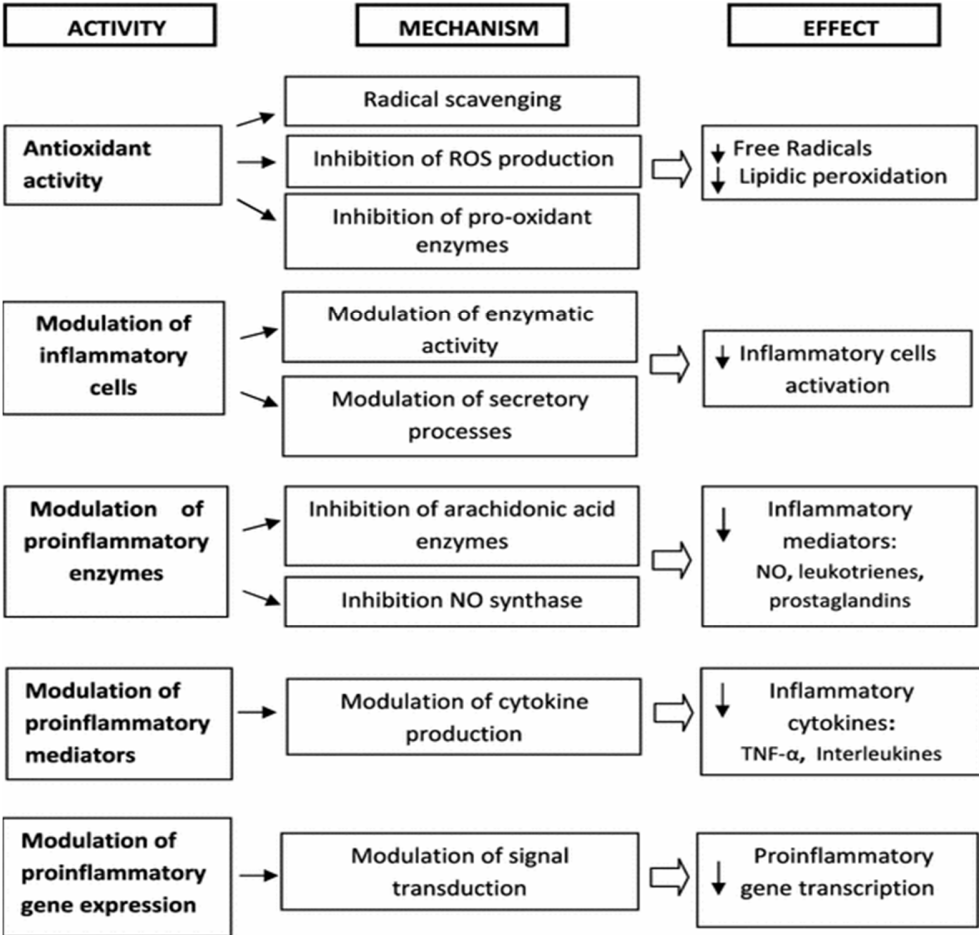 ACTIVITY
MECHANISM
EFFECT
Antioxidant
activity
Radical scavenging
Inhibition of ROS production
Inhibition of pro-oxidant
enzymes
Free Radicals
Lipidic peroxidation
Modulation of
inflammatory
cells
Modulation of enzymatic
activity
Modulation of secretory
processes
Inflammatory cells
activation
Modulation of
proinflammatory
enzymes
Inhibition of arachidonic acid
enzymes
Inhibition NO synthase
Inflammatory
mediators:
NO, leukotrienes,
prostaglandins
Modulation of
proinflammatory
mediators
Modulation of cytokine
production
Inflammatory
cytokines:
TNF-α, Interleukines
Modulation of
proinflammatory
gene expression
Modulation of signal
transduction
Proinflammatory
gene transcription